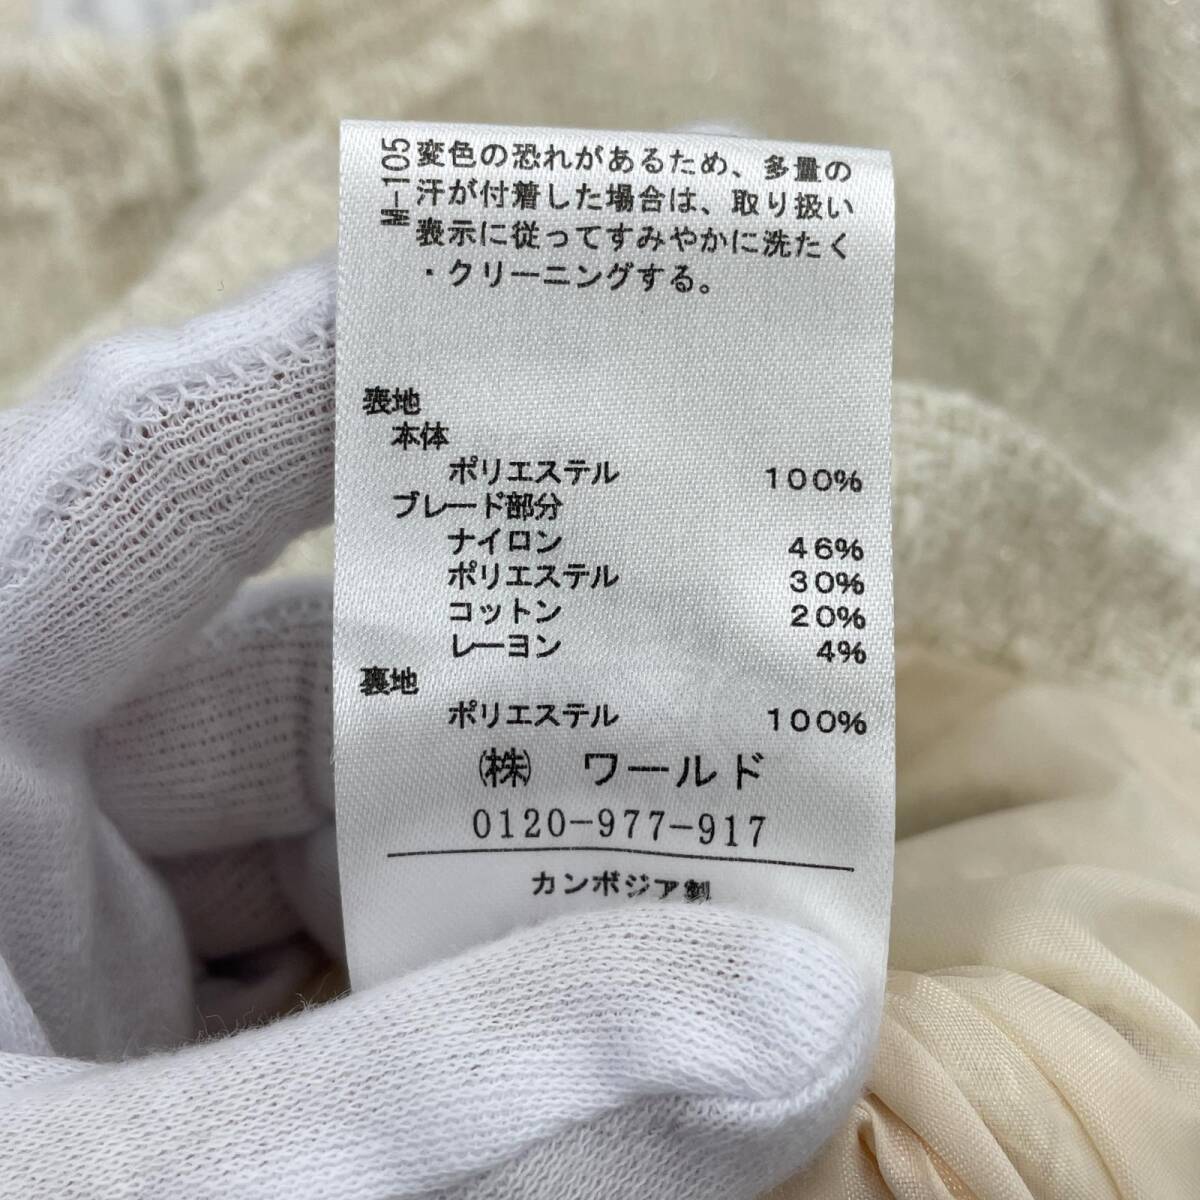 M-105
変色の恐れがあるため、多量の
汗が付着した場合は、取り扱い
表示に従ってすみやかに洗たく
・クリーニングする。
表地
本体
ポリエステル 100%
ブレード部分
ナイロン 46%
ポリエステル 30%
コットン 20%
レーヨン 4%
裏地
ポリエステル 100%
㈱ ワールド
0120-977-917
カンボジア製